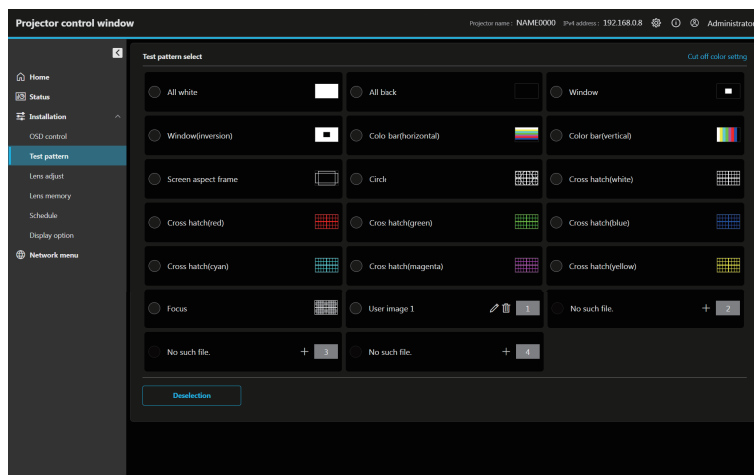 Projector control window
Projector name : NAME0000 IPv4 address : 192.168.0.8 Administrator
Test pattern select
Cut off color settng
Home
Status
Installation
OSD control
Test pattern
Lens adjust
Lens memory
Schedule
Display option
Network menu
All white
All back
Window
Window(inversion)
Colo bar(horizontal)
Color bar(vertical)
Screen aspect frame
Circl
Cross hatch(white)
Cross hatch(red)
Cros hatch(green)
Cross hatch(blue)
Cross hatch(cyan)
Cros hatch(magenta)
Cross hatch(yellow)
Focus
User image 1
1
No such file.
+ 2
No such file.
+ 3
No such file.
+ 4
Deselection